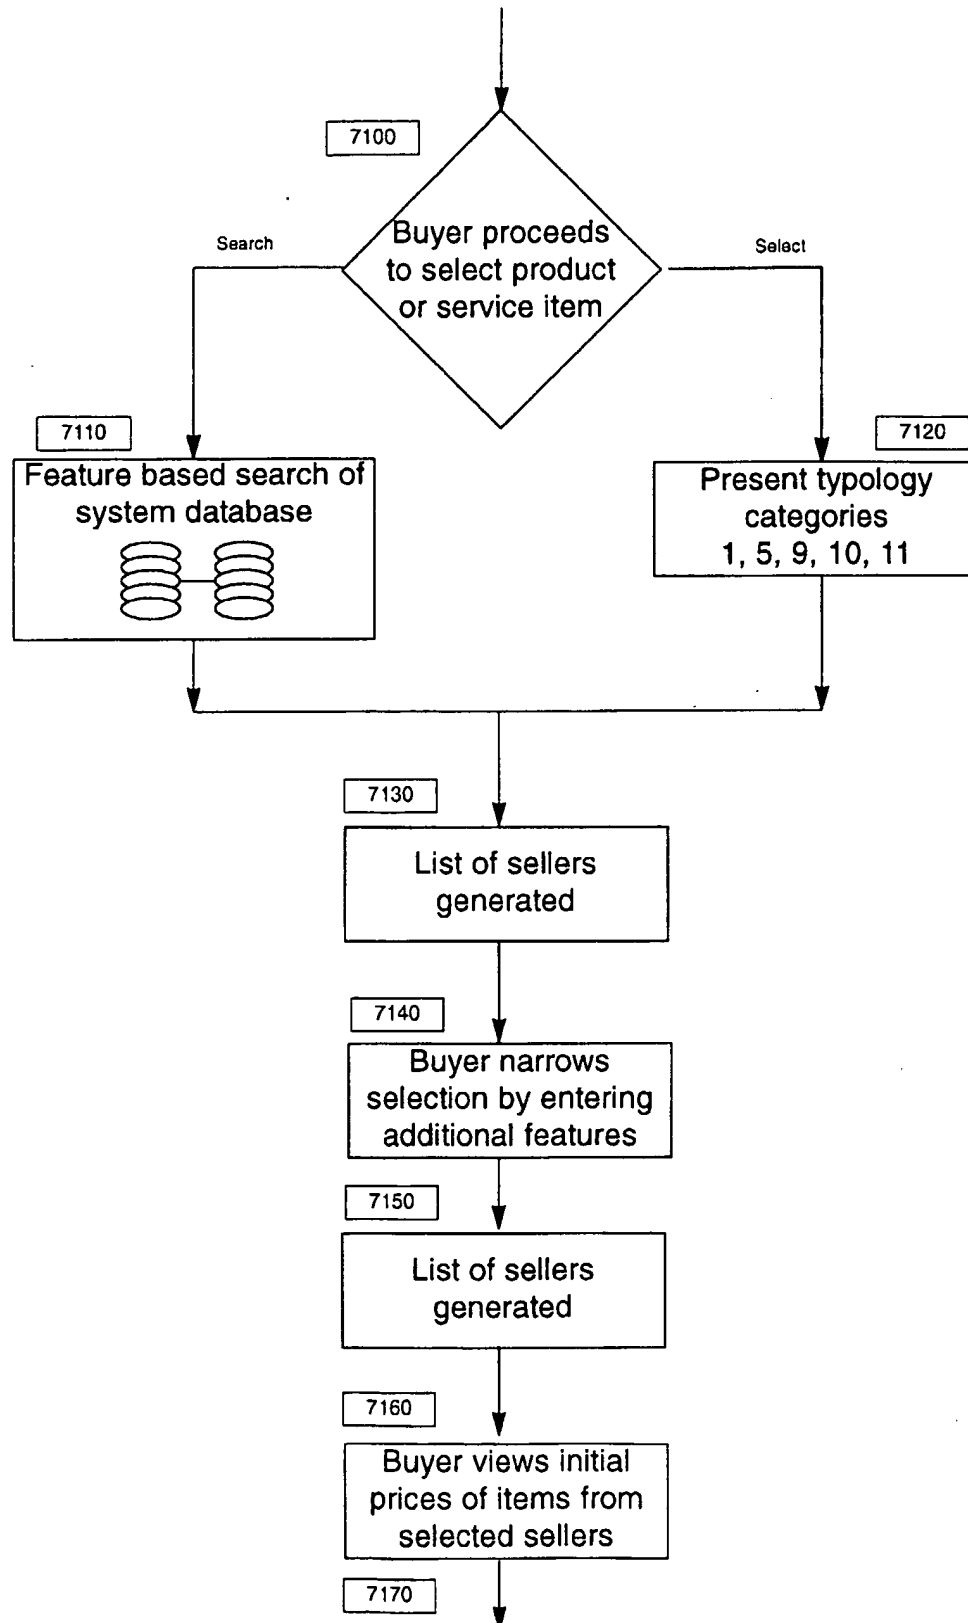 7100
Buyer proceeds
to select product
or service item
Search
Select
7110
Feature based search of
system database
7120
Present typology
categories
1, 5, 9, 10, 11
7130
List of sellers
generated
7140
Buyer narrows
selection by entering
additional features
7150
List of sellers
generated
7160
Buyer views initial
prices of items from
selected sellers
7170